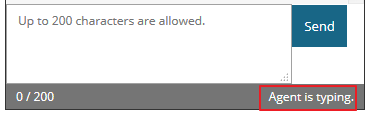 Up to 200 characters are allowed.
Send
0 / 200
Agent is typing.